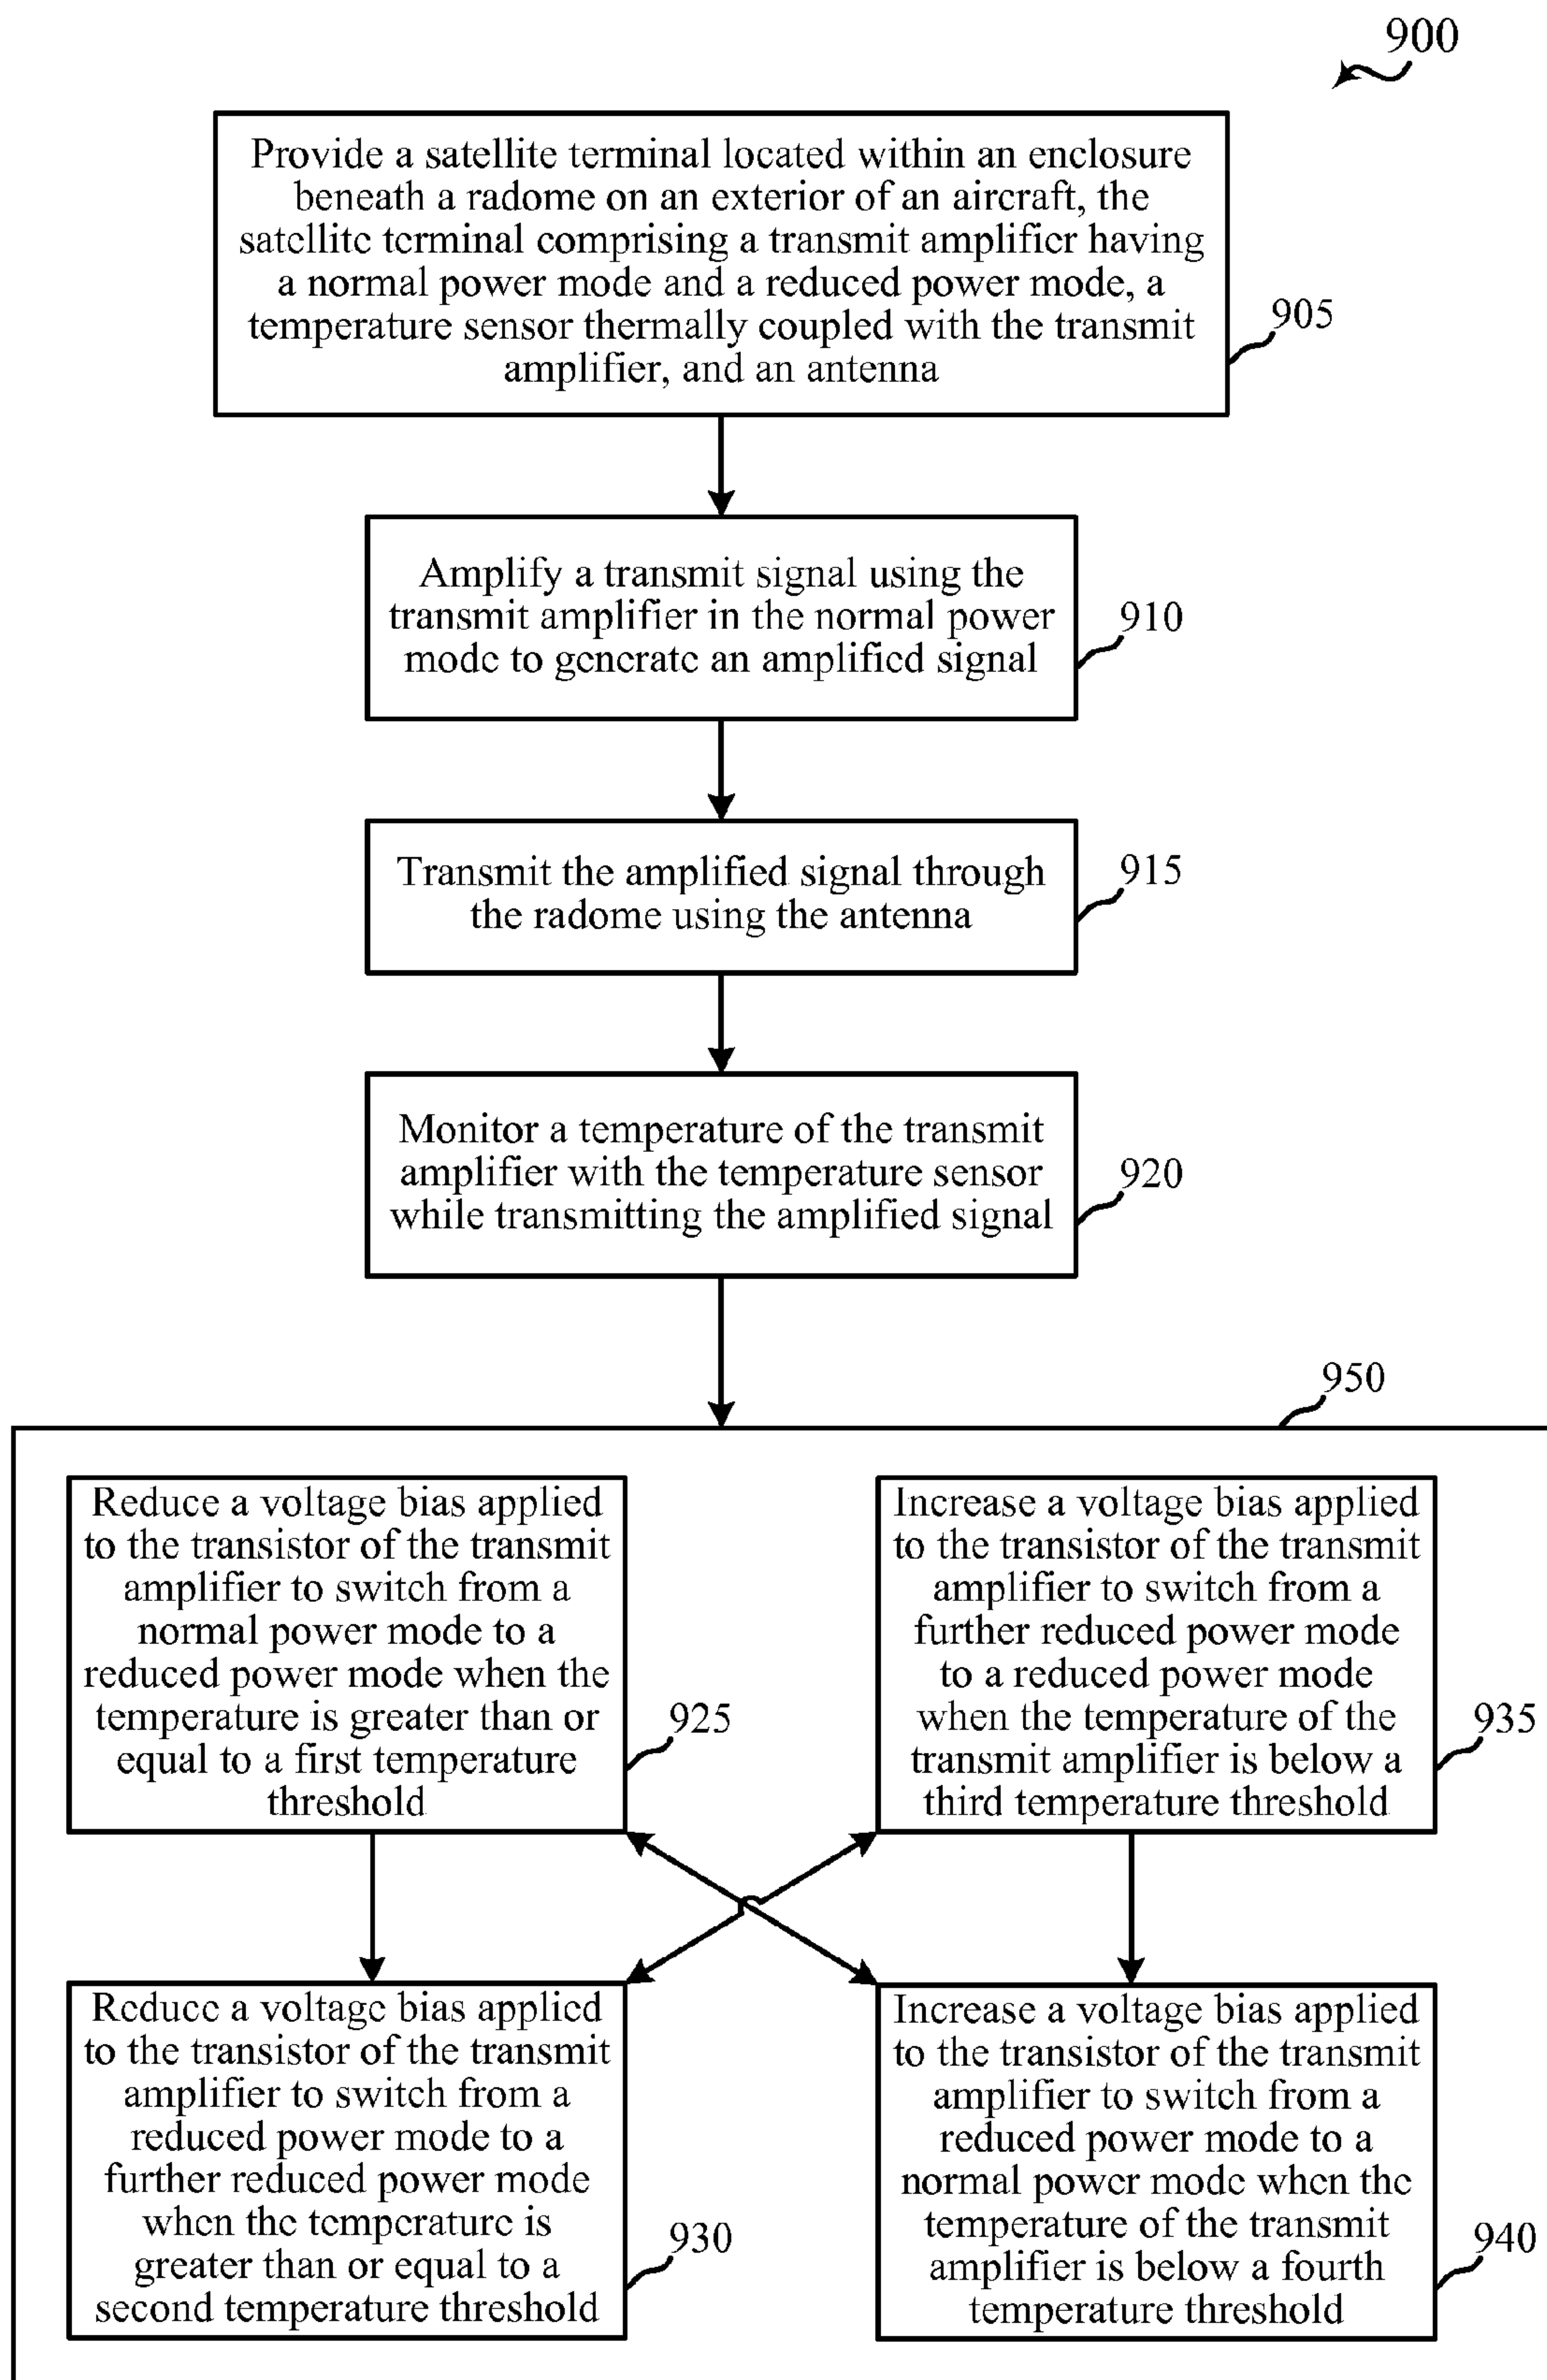 900
Provide a satellite terminal located within an enclosure
beneath a radome on an exterior of an aircraft, the
satellite terminal comprising a transmit amplifier having
a normal power mode and a reduced power mode, a
temperature sensor thermally coupled with the transmit
amplifier, and an antenna
905
Amplify a transmit signal using the
transmit amplifier in the normal power
mode to generate an amplified signal
910
Transmit the amplified signal through
the radome using the antenna
915
Monitor a temperature of the transmit
amplifier with the temperature sensor
while transmitting the amplified signal
920
950
Reduce a voltage bias applied
to the transistor of the transmit
amplifier to switch from a
normal power mode to a
reduced power mode when the
temperature is greater than or
equal to a first temperature
threshold
925
Increase a voltage bias applied
to the transistor of the transmit
amplifier to switch from a
further reduced power mode
to a reduced power mode
when the temperature of the
transmit amplifier is below a
third temperature threshold
935
Reduce a voltage bias applied
to the transistor of the transmit
amplifier to switch from a
reduced power mode to a
further reduced power mode
when the temperature is
greater than or equal to a
second temperature threshold
930
Increase a voltage bias applied
to the transistor of the transmit
amplifier to switch from a
reduced power mode to a
normal power mode when the
temperature of the transmit
amplifier is below a fourth
temperature threshold
940